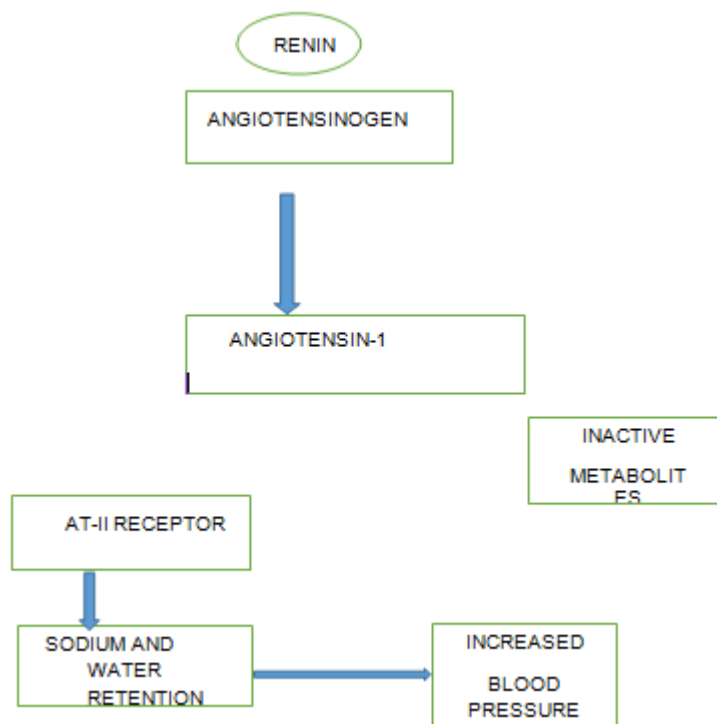 RENIN
ANGIOTENSINOGEN
ANGIOTENSIN-1
INACTIVE
METABOLIT
ES
AT-II RECEPTOR
SODIUM AND
WATER
RETENTION
INCREASED
BLOOD
PRESSURE